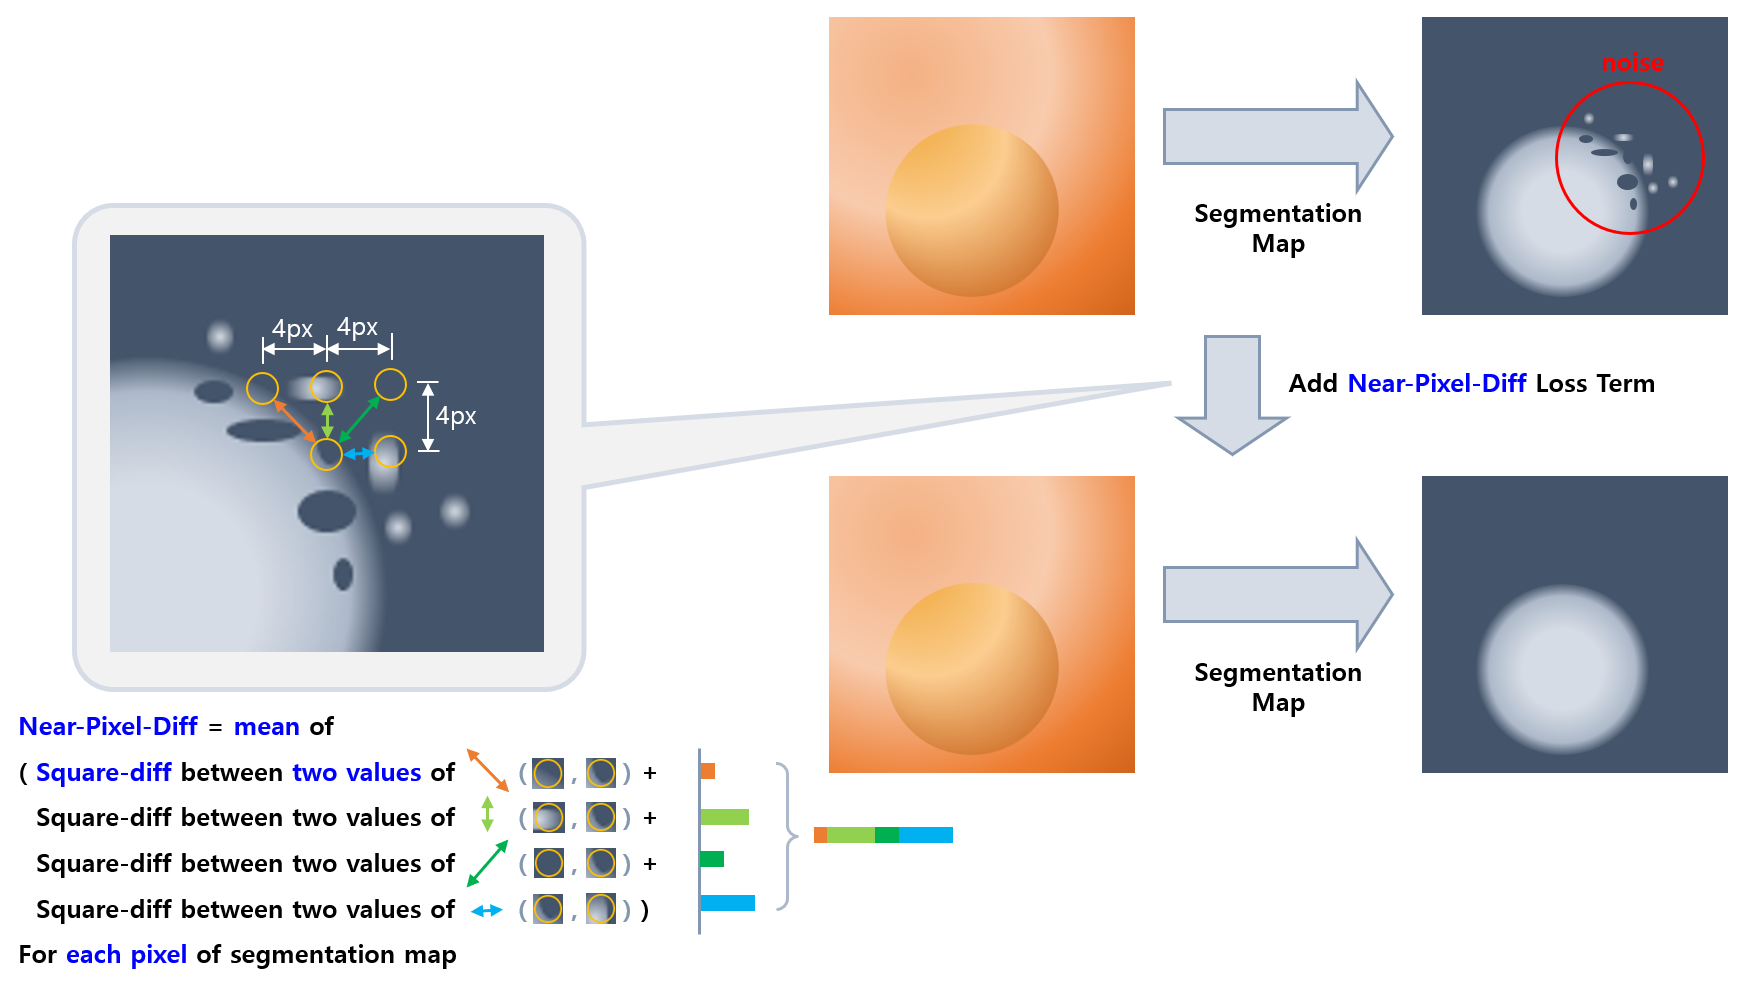 noise
Segmentation
Map
4px
4px
4px
Add Near-Pixel-Diff Loss Term
Segmentation
Map
Near-Pixel-Diff = mean of
( Square-diff between two values of ( , ) +
Square-diff between two values of ( , ) +
Square-diff between two values of ( , ) +
Square-diff between two values of ( , ) )
For each pixel of segmentation map